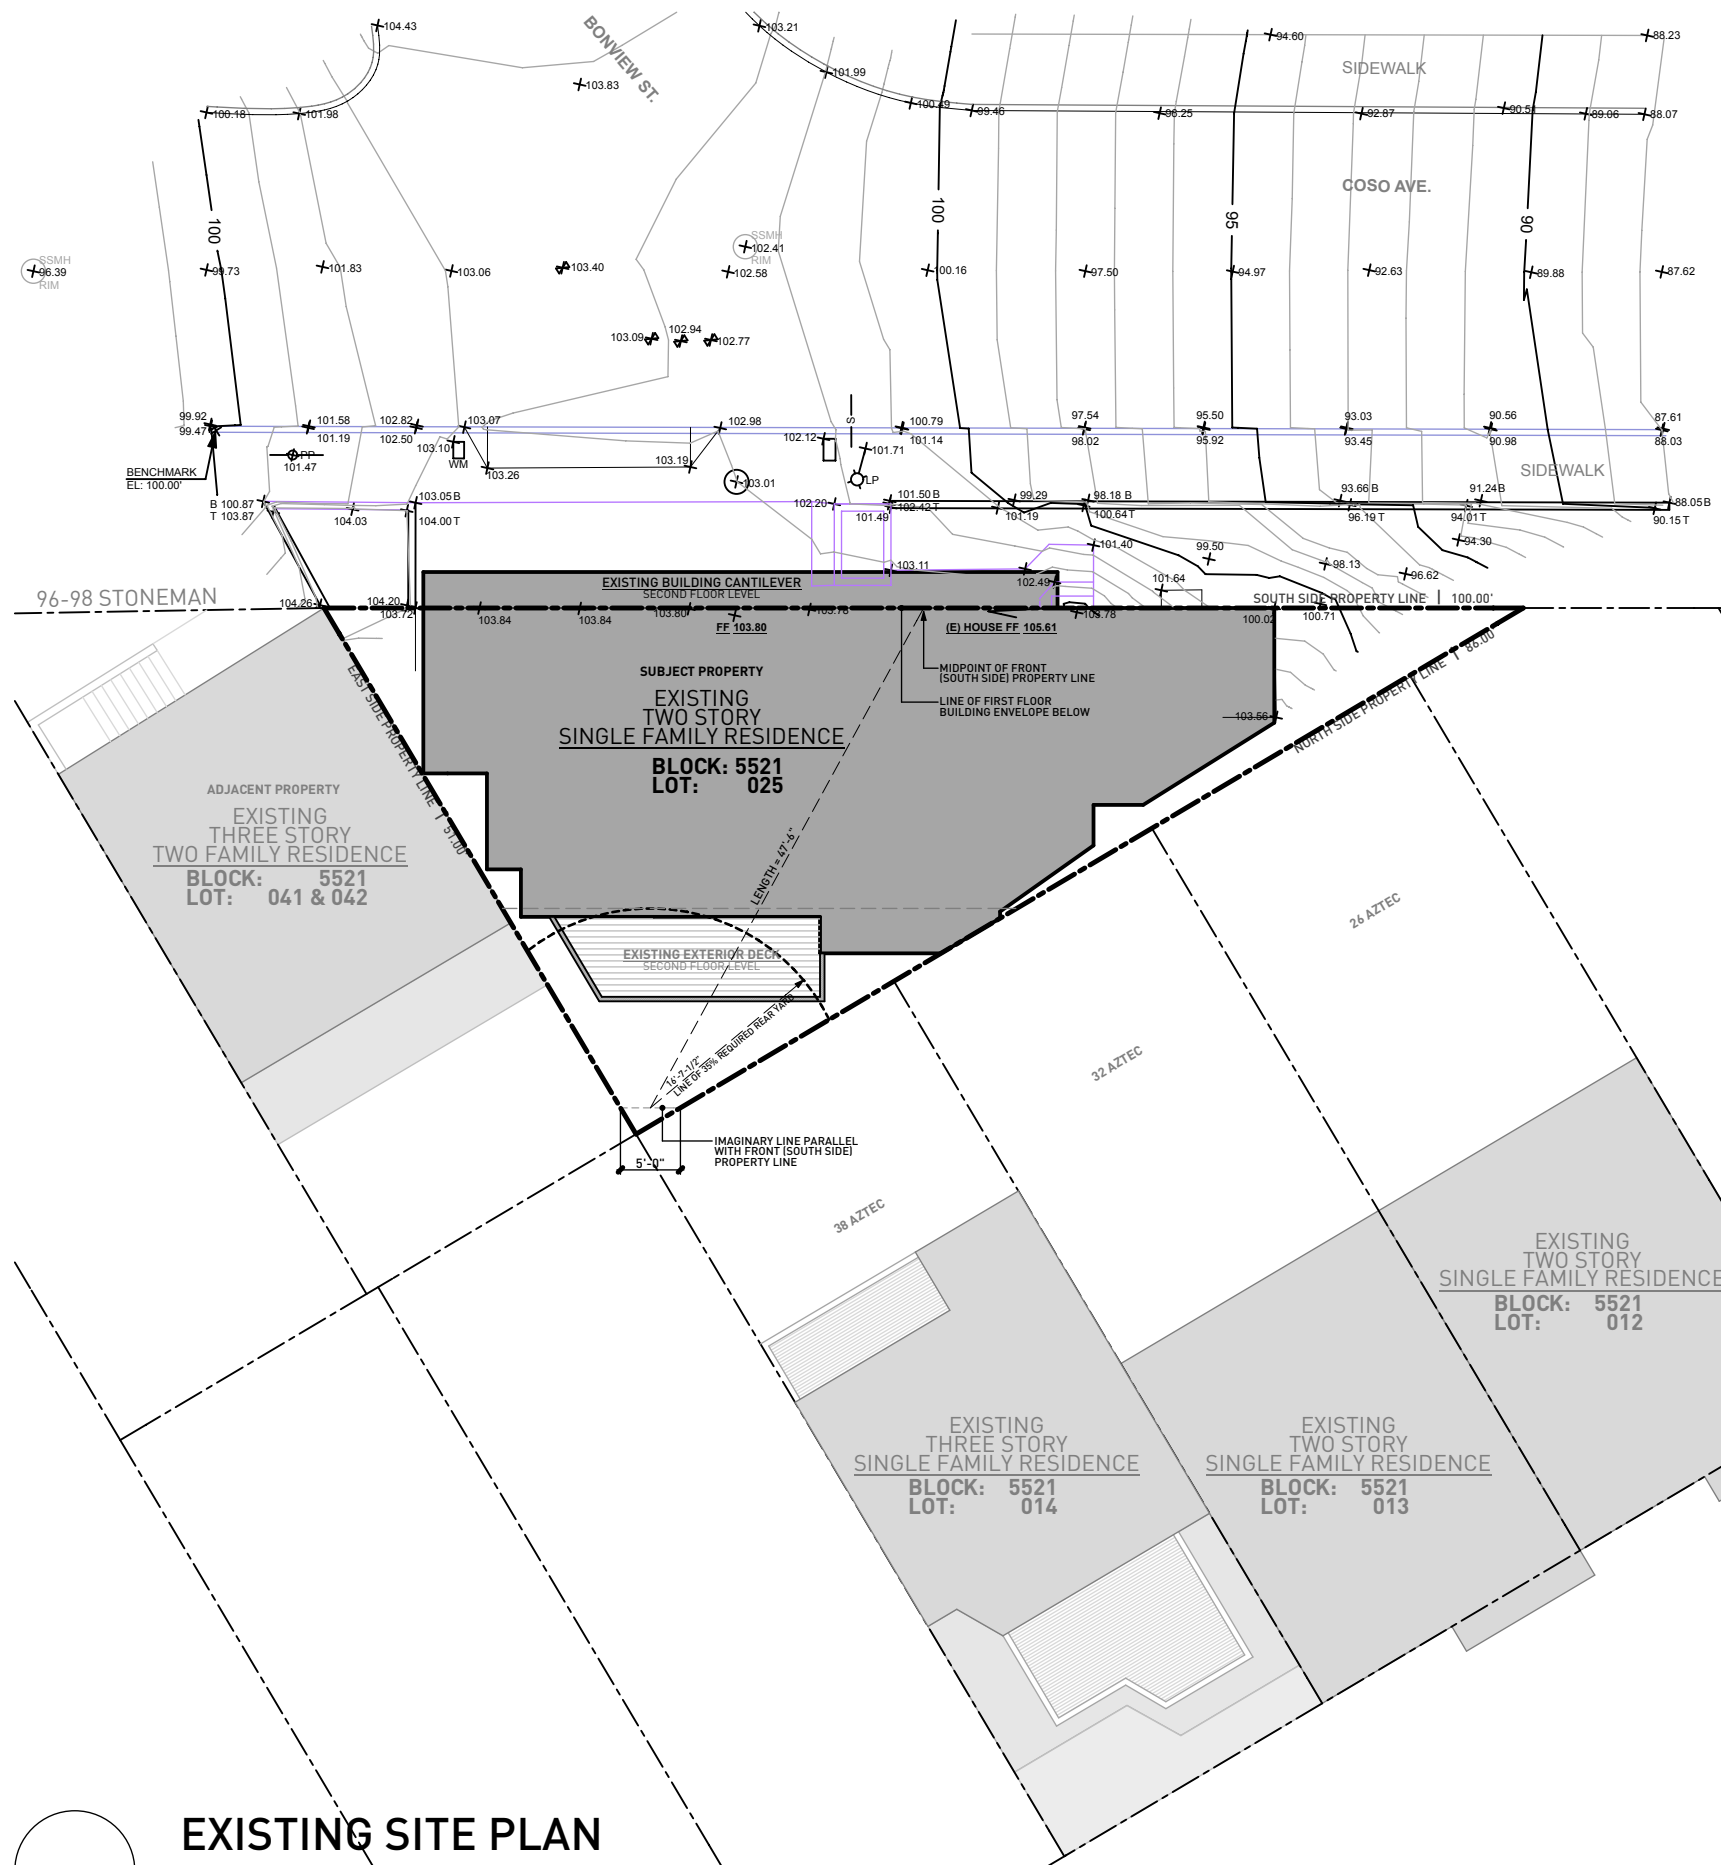 104.43
BONVIEW ST.
103.21
94.60
88.23
SIDEWALK
101.99
103.83
100.18
101.98
100.49
99.46
96.25
92.87
90.51
89.06
88.07
COSO AVE.
100
100
95
90
SSMH
96.39
RIM
99.73
101.83
103.06
103.40
SSMH
102.41
RIM
102.58
100.16
97.50
94.97
92.63
89.88
87.62
103.09
102.94
102.77
99.92
99.47
101.58
101.19
102.82
102.50
103.07
102.98
100.79
101.14
97.54
98.02
95.50
95.92
93.03
93.45
90.56
90.98
87.61
88.03
S
PP
101.47
103.10
WM
103.26
103.19
102.12
101.71
LP
103.01
SIDEWALK
BENCHMARK
EL: 100.00'
B 100.87
T 103.87
104.03
103.05 B
104.00 T
102.20
101.49
101.50 B
102.42 T
99.29
101.19
98.18 B
100.64 T
93.66 B
96.19 T
91.24 B
94.01 T
88.05 B
90.15 T
94.30
101.40
99.50
98.13
96.62
103.11
102.49
101.64
EXISTING BUILDING CANTILEVER
SECOND FLOOR LEVEL
96-98 STONEMAN
SOUTH SIDE PROPERTY LINE | 100.00'
104.26
104.20
103.72
103.84
103.84
103.80
103.78
103.78
100.02
100.71
FF 103.80
(E) HOUSE FF 105.61
SUBJECT PROPERTY
EXISTING
TWO STORY
SINGLE FAMILY RESIDENCE
BLOCK: 5521
LOT: 025
MIDPOINT OF FRONT
(SOUTH SIDE) PROPERTY LINE
LINE OF FIRST FLOOR
BUILDING ENVELOPE BELOW
103.56
NORTH SIDE PROPERTY LINE | 86.00
EAST SIDE PROPERTY LINE | 51.00
ADJACENT PROPERTY
EXISTING
THREE STORY
TWO FAMILY RESIDENCE
BLOCK: 5521
LOT: 041 & 042
LENGTH = 47'-6"
26 AZTEC
EXISTING EXTERIOR DECK
SECOND FLOOR LEVEL
16'-7-1/2"
LINE OF 35% REQUIRED REAR YARD
32 AZTEC
5'-0"
IMAGINARY LINE PARALLEL
WITH FRONT (SOUTH SIDE)
PROPERTY LINE
38 AZTEC
EXISTING
TWO STORY
SINGLE FAMILY RESIDENCE
BLOCK: 5521
LOT: 012
EXISTING
THREE STORY
SINGLE FAMILY RESIDENCE
BLOCK: 5521
LOT: 014
EXISTING
TWO STORY
SINGLE FAMILY RESIDENCE
BLOCK: 5521
LOT: 013
EXISTING SITE PLAN